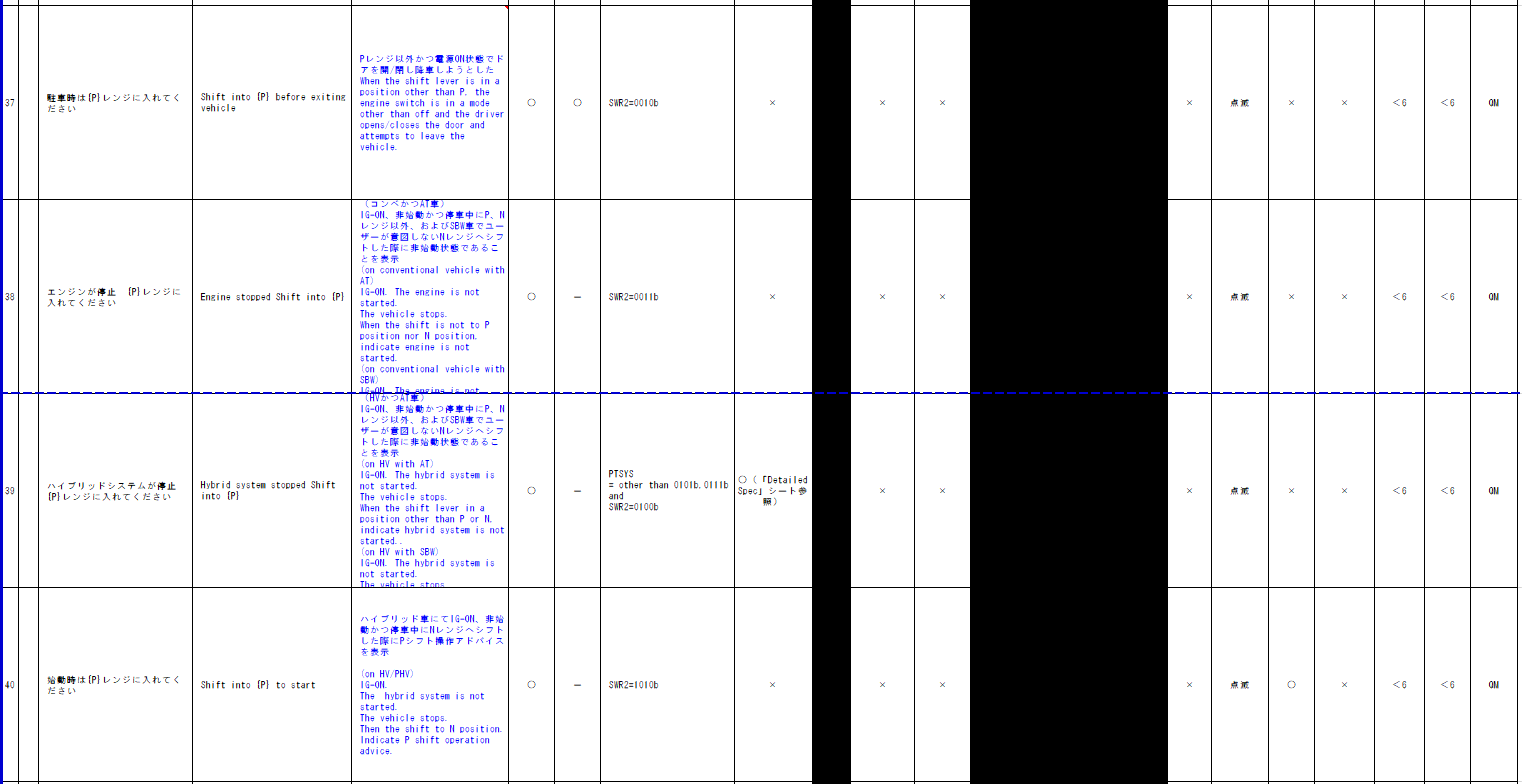 37
駐車時は{P}レンジに入れてく
ださい
Shift into {P} before exiting
vehicle
Pレンジ以外かつ電源ON状態でド
アを開/閉し降車しようとした
When the shift lever is in a
position other than P, the
engine switch is in a mode
other than off and the driver
opens/closes the door and
attempts to leave the
vehicle.
○
○
SWR2=0010b
×
×
×
×
点滅
×
×
<6
<6
ON
38
エンジンが停止　{P}レンジに
入れてください
Engine stopped Shift into {P}
（コンベかつAT車）
IG-ON、非始動かつ停車中にP、N
レンジ以外、およびSBW車でユー
ザーが意図しないNレンジへシフ
トした際に非始動状態であるこ
とを表示
(on conventional vehicle with
AT)
IG-ON. The engine is not
started.
The vehicle stops.
When the shift is not to P
position nor N position,
indicate engine is not
started.
(on conventional vehicle with
SBW)
IG-ON. The engine is not
○
－
SWR2=0011b
×
×
×
×
点滅
×
×
<6
<6
ON
39
ハイブリッドシステムが停止
{P}レンジに入れてください
Hybrid system stopped Shift
into {P}
（HVかつAT車）
IG-ON、非始動かつ停車中にP、N
レンジ以外、およびSBW車でユー
ザーが意図しないNレンジへシフ
トした際に非始動状態であるこ
とを表示
(on HV with AT)
IG-ON. The hybrid system is
not started.
The vehicle stops.
When the shift lever in a
position other than P or N,
indicate hybrid system is not
started..
(on HV with SBW)
IG-ON. The hybrid system is
not started.
The vehicle stops.
○
－
PTSYS
= other than 0101b,0111b
and
SWR2=0100b
○（「Detailed
Spec」シート参
照）
×
×
×
点滅
×
×
<6
<6
ON
40
始動時は{P}レンジに入れてく
ださい
Shift into {P} to start
ハイブリッド車にてIG-ON、非始
動かつ停車中にNレンジへシフト
した際にPシフト操作アドバイス
を表示
(on HV/PHV)
IG-ON.
The  hybrid system is not
started.
The vehicle stops.
Then the shift to N position.
Indicate P shift operation
advice.
○
－
SWR2=1010b
×
×
×
×
点滅
○
×
<6
<6
ON